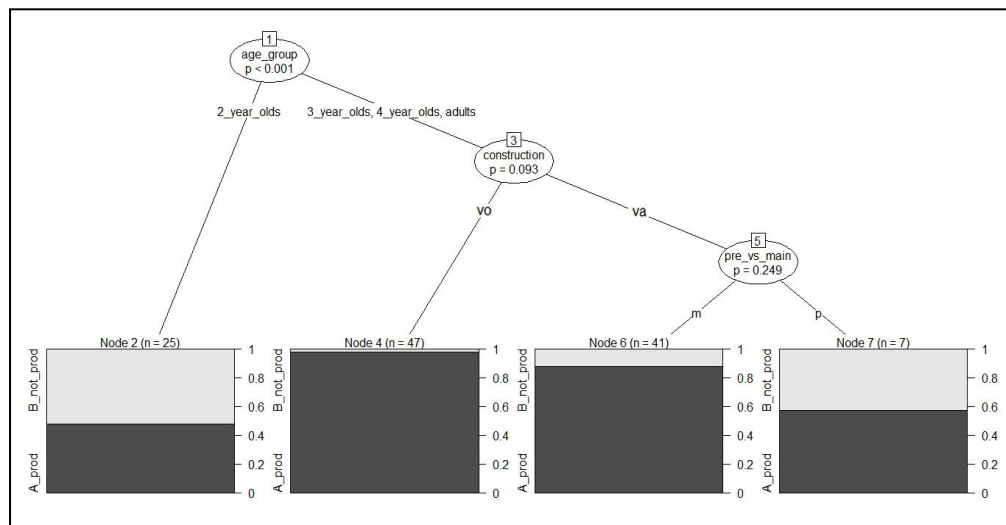 1
age_group
p < 0.001
2_year_olds
3_year_olds, 4_year_olds, adults
3
construction
p = 0.093
vo
va
5
pre_vs_main
p = 0.249
m
p
Node 2 (n = 25)
B_not_prod
A_prod
1
0.8
0.6
0.4
0.2
0
Node 4 (n = 47)
B_not_prod
A_prod
1
0.8
0.6
0.4
0.2
0
Node 6 (n = 41)
B_not_prod
A_prod
1
0.8
0.6
0.4
0.2
0
Node 7 (n = 7)
B_not_prod
A_prod
1
0.8
0.6
0.4
0.2
0